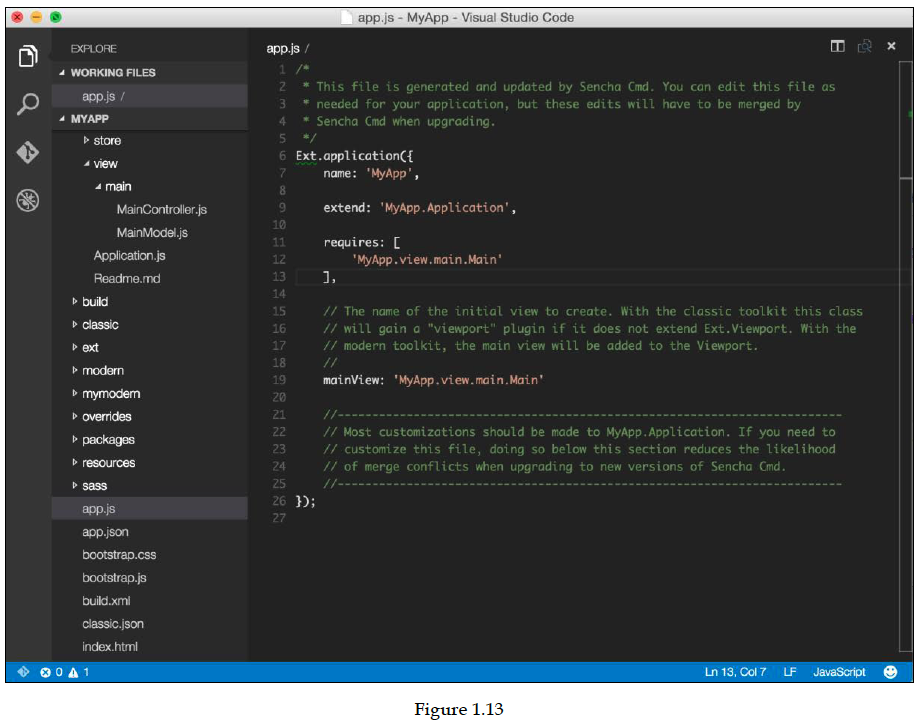 app.js - MyApp - Visual Studio Code
EXPLORE
WORKING FILES
app.js /
MYAPP
store
view
main
MainController.js
MainModel.js
Application.js
Readme.md
build
classic
ext
modern
mymodern
overrides
packages
resources
sass
app.js
app.json
bootstrap.css
bootstrap.js
build.xml
classic.json
index.html
app.js /
1 /*
2 * This file is generated and updated by Sencha Cmd. You can edit this file as
3 * needed for your application, but these edits will have to be merged by
4 * Sencha Cmd when upgrading.
5 */
6 Ext.application({
7 name: 'MyApp',
8
9 extend: 'MyApp.Application',
10
11 requires: [
12 'MyApp.view.main.Main'
13 ],
14
15 // The name of the initial view to create. With the classic toolkit this class
16 // will gain a "viewport" plugin if it does not extend Ext.Viewport. With the
17 // modern toolkit, the main view will be added to the Viewport.
18 //
19 mainView: 'MyApp.view.main.Main'
20
21 //-------------------------------------------------------------------------
22 // Most customizations should be made to MyApp.Application. If you need to
23 // customize this file, doing so below this section reduces the likelihood
24 // of merge conflicts when upgrading to new versions of Sencha Cmd.
25 //-------------------------------------------------------------------------
26 });
27
0 1
Ln 13, Col 7 LF JavaScript
Figure 1.13